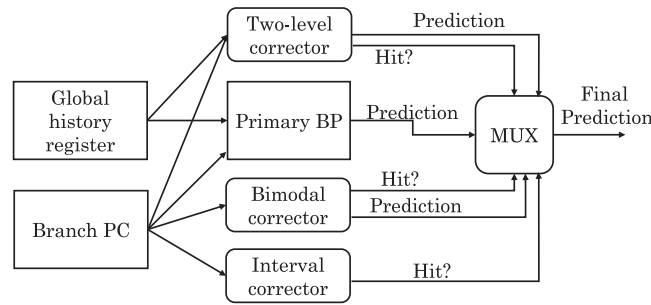 Two-level
corrector
Prediction
Hit?
Global
history
register
Primary BP
Prediction
MUX
Final
Prediction
Branch PC
Bimodal
corrector
Hit?
Prediction
Interval
corrector
Hit?